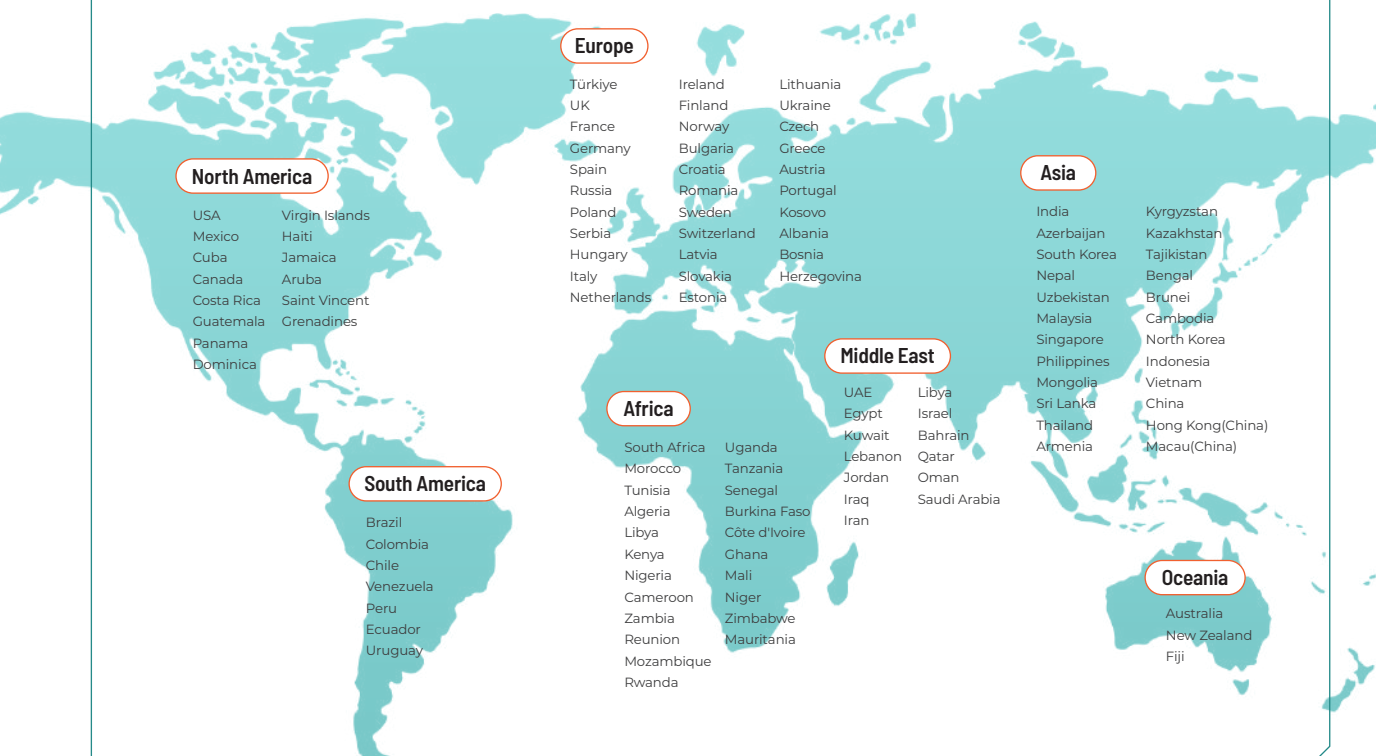 Europe
Türkiye
UK
France
Germany
Spain
Russia
Poland
Serbia
Hungary
Italy
Netherlands
Ireland
Finland
Norway
Bulgaria
Croatia
Romania
Sweden
Switzerland
Latvia
Slovakia
Estonia
Lithuania
Ukraine
Czech
Greece
Austria
Portugal
Kosovo
Albania
Bosnia
Herzegovina
North America
USA
Mexico
Cuba
Canada
Costa Rica
Guatemala
Panama
Dominica
Virgin Islands
Haiti
Jamaica
Aruba
Saint Vincent
Grenadines
Asia
India
Azerbaijan
South Korea
Nepal
Uzbekistan
Malaysia
Singapore
Philippines
Mongolia
Sri Lanka
Thailand
Armenia
Kyrgyzstan
Kazakhstan
Tajikistan
Bengal
Brunei
Cambodia
North Korea
Indonesia
Vietnam
China
Hong Kong(China)
Macau(China)
Middle East
UAE
Egypt
Kuwait
Lebanon
Jordan
Iraq
Iran
Libya
Israel
Bahrain
Qatar
Oman
Saudi Arabia
Africa
South Africa
Morocco
Tunisia
Algeria
Libya
Kenya
Nigeria
Cameroon
Zambia
Reunion
Mozambique
Rwanda
Uganda
Tanzania
Senegal
Burkina Faso
Côte d'Ivoire
Ghana
Mali
Niger
Zimbabwe
Mauritania
South America
Brazil
Colombia
Chile
Venezuela
Peru
Ecuador
Uruguay
Oceania
Australia
New Zealand
Fiji